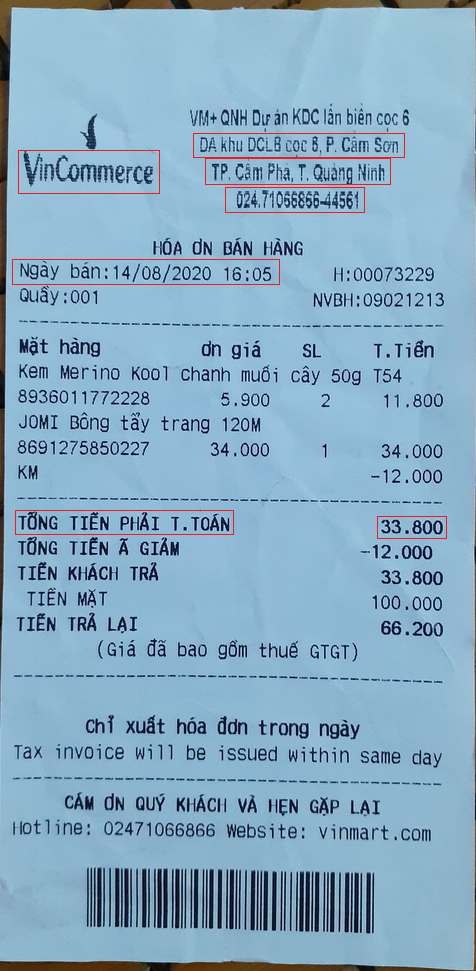 VM+ QNH Dự án KDC lấn biển cọc 6
DA khu DCLB cọc 6, P. Cẩm Sơn
VinCommerce
TP. Cẩm Phả, T. Quảng Ninh
024.71066866-44561
HÓA ƠN BÁN HÀNG
Ngày bán:14/08/2020 16:05 H:00073229
Quầy:001 NVBH:09021213
Mặt hàng ơn giá SL T.Tiền
Kem Merino Kool chanh muối cây 50g T54
8936011772228 5.900 2 11.800
JOMI Bông tẩy trang 120M
8691275850227 34.000 1 34.000
KM -12.000
TỔNG TIỀN PHẢI T.TOÁN 33.800
TỔNG TIỀN Ã GIẢM -12.000
TIỀN KHÁCH TRẢ 33.800
TIỀN MẶT 100.000
TIỀN TRẢ LẠI 66.200
(Giá đã bao gồm thuế GTGT)
Chỉ xuất hóa đơn trong ngày
Tax invoice will be issued within same day
CẢM ƠN QUÝ KHÁCH VÀ HẸN GẶP LẠI
Hotline: 02471066866 Website: vinmart.com